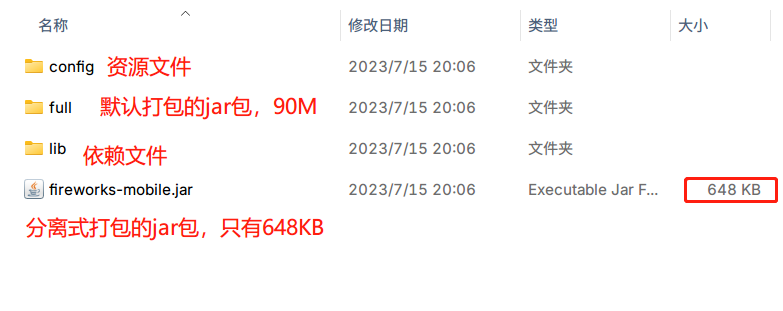 名称 修改日期 类型 大小
config 资源文件 2023/7/15 20:06 文件夹
full 默认打包的jar包，90M 2023/7/15 20:06 文件夹
lib 依赖文件 2023/7/15 20:06 文件夹
fireworks-mobile.jar 2023/7/15 20:06 Executable Jar F... 648 KB
分离式打包的jar包，只有648KB